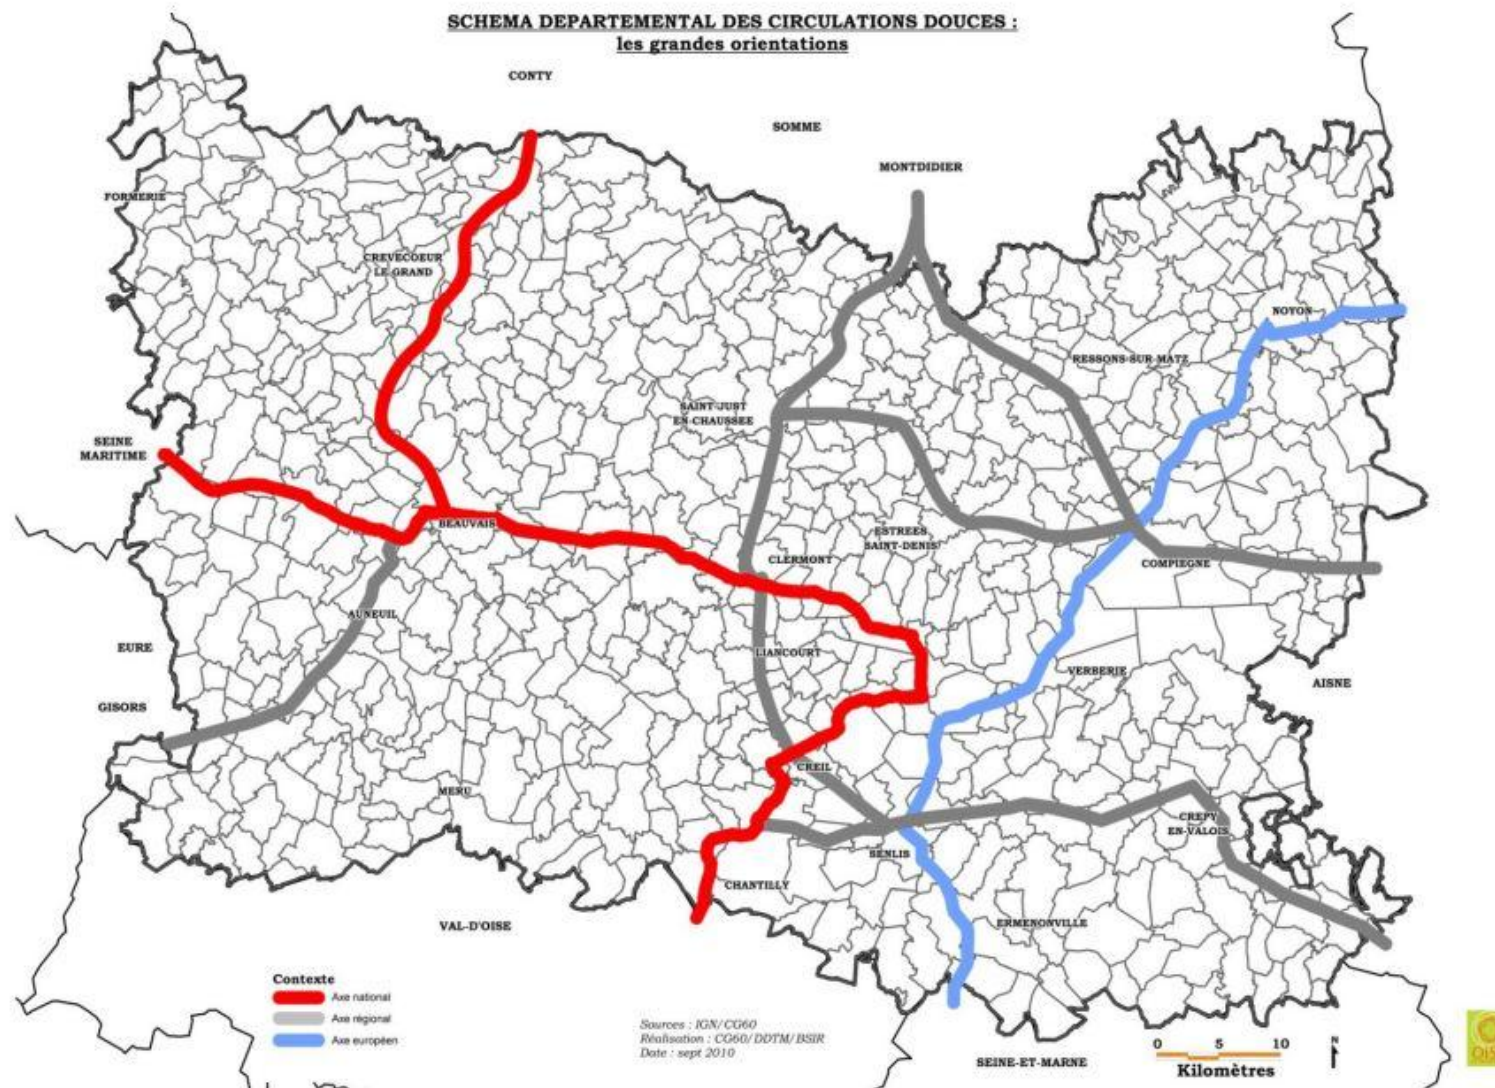 SCHEMA DEPARTEMENTAL DES CIRCULATIONS DOUCES :
les grandes orientations
CONTY
SOMME
MONTDIDIER
FORMERIE
CREVECOEUR
LE GRAND
NOYON
RESSONS-SUR-MATZ
SAINT-JUST
EN-CHAUSSEE
SEINE
MARITIME
BEAUVAIS
ESTREES
SAINT-DENIS
CLERMONT
COMPIEGNE
AUNEUIL
EURE
LIANCOURT
VERBERIE
AISNE
GISORS
CREIL
MERU
CREPY
EN-VALOIS
SENLIS
CHANTILLY
ERMENONVILLE
VAL-D'OISE
Contexte
Axe national
Axe régional
Axe européen
Sources : IGN/CG60
Réalisation : CG60/DDTM/BSIR
Date : sept 2010
SEINE-ET-MARNE
0 5 10
Kilomètres
N